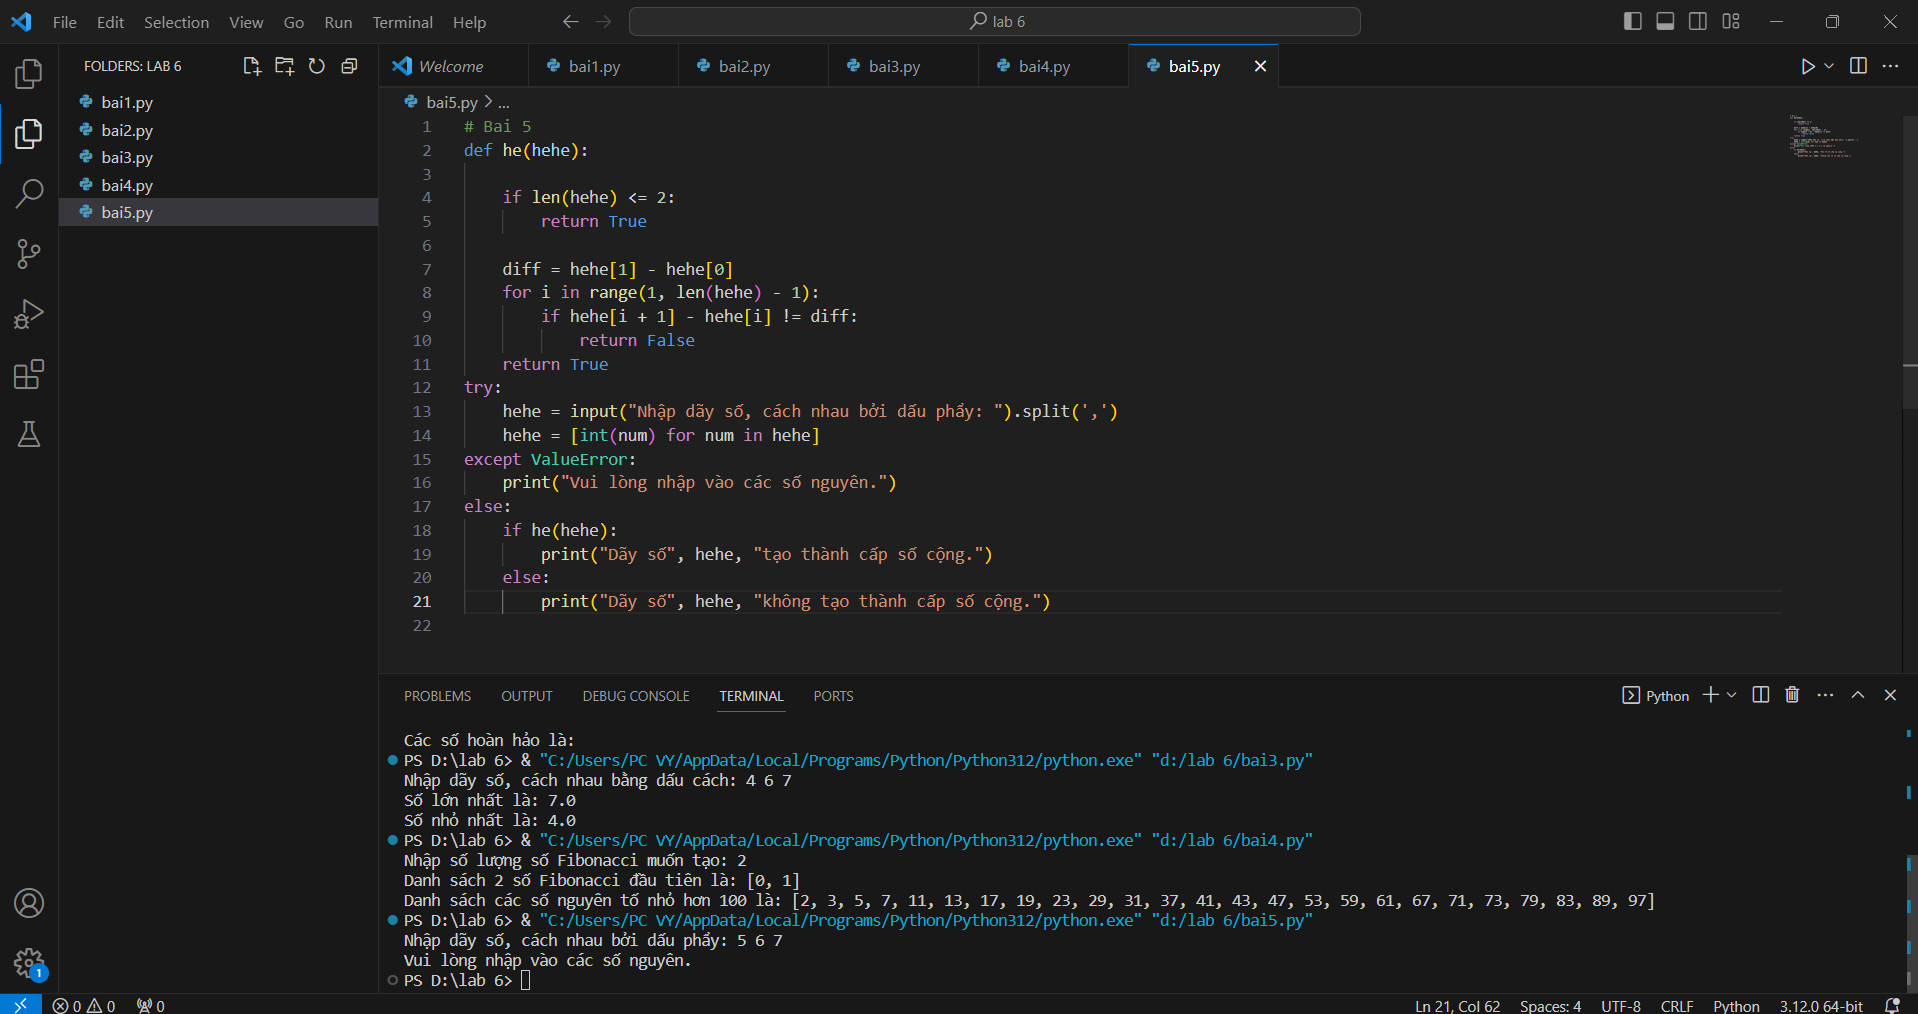 File Edit Selection View Go Run Terminal Help lab 6
FOLDERS: LAB 6
bai1.py
bai2.py
bai3.py
bai4.py
bai5.py
Welcome bai1.py bai2.py bai3.py bai4.py bai5.py
bai5.py > ...
1 # Bai 5
2 def he(hehe):
3
4     if len(hehe) <= 2:
5         return True
6
7     diff = hehe[1] - hehe[0]
8     for i in range(1, len(hehe) - 1):
9         if hehe[i + 1] - hehe[i] != diff:
10             return False
11     return True
12 try:
13     hehe = input("Nhập dãy số, cách nhau bởi dấu phẩy: ").split(',')
14     hehe = [int(num) for num in hehe]
15 except ValueError:
16     print("Vui lòng nhập vào các số nguyên.")
17 else:
18     if he(hehe):
19         print("Dãy số", hehe, "tạo thành cấp số cộng.")
20     else:
21         print("Dãy số", hehe, "không tạo thành cấp số cộng.")
22
PROBLEMS OUTPUT DEBUG CONSOLE TERMINAL PORTS Python
Các số hoàn hảo là:
PS D:\lab 6> & "C:/Users/PC VY/AppData/Local/Programs/Python/Python312/python.exe" "d:/lab 6/bai3.py"
Nhập dãy số, cách nhau bằng dấu cách: 4 6 7
Số lớn nhất là: 7.0
Số nhỏ nhất là: 4.0
PS D:\lab 6> & "C:/Users/PC VY/AppData/Local/Programs/Python/Python312/python.exe" "d:/lab 6/bai4.py"
Nhập số lượng số Fibonacci muốn tạo: 2
Danh sách 2 số Fibonacci đầu tiên là: [0, 1]
Danh sách các số nguyên tố nhỏ hơn 100 là: [2, 3, 5, 7, 11, 13, 17, 19, 23, 29, 31, 37, 41, 43, 47, 53, 59, 61, 67, 71, 73, 79, 83, 89, 97]
PS D:\lab 6> & "C:/Users/PC VY/AppData/Local/Programs/Python/Python312/python.exe" "d:/lab 6/bai5.py"
Nhập dãy số, cách nhau bởi dấu phẩy: 5 6 7
Vui lòng nhập vào các số nguyên.
PS D:\lab 6>
1
0 0 0 Ln 21, Col 62 Spaces: 4 UTF-8 CRLF Python 3.12.0 64-bit